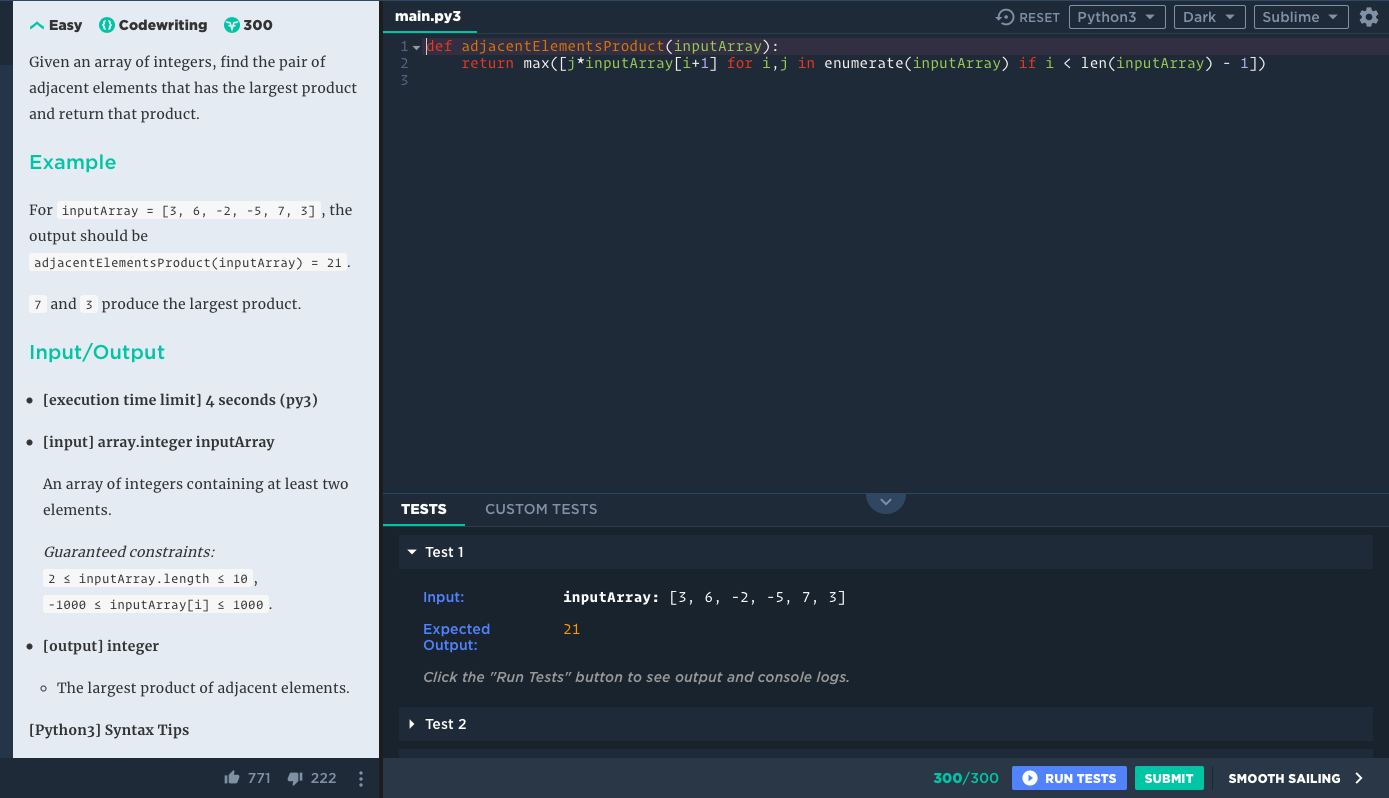 Easy Codewriting 300
Given an array of integers, find the pair of
adjacent elements that has the largest product
and return that product.
Example
For inputArray = [3, 6, -2, -5, 7, 3], the
output should be
adjacentElementsProduct(inputArray) = 21.
7 and 3 produce the largest product.
Input/Output
• [execution time limit] 4 seconds (py3)
• [input] array.integer inputArray
An array of integers containing at least two
elements.
Guaranteed constraints:
2 ≤ inputArray.length ≤ 10,
-1000 ≤ inputArray[i] ≤ 1000.
• [output] integer
◦ The largest product of adjacent elements.
[Python3] Syntax Tips
771 222
main.py3 RESET Python3 Dark Sublime
1 def adjacentElementsProduct(inputArray):
2     return max([j*inputArray[i+1] for i,j in enumerate(inputArray) if i < len(inputArray) - 1])
3
TESTS CUSTOM TESTS
Test 1
Input: inputArray: [3, 6, -2, -5, 7, 3]
Expected 21
Output:
Click the "Run Tests" button to see output and console logs.
Test 2
300/300 RUN TESTS SUBMIT SMOOTH SAILING